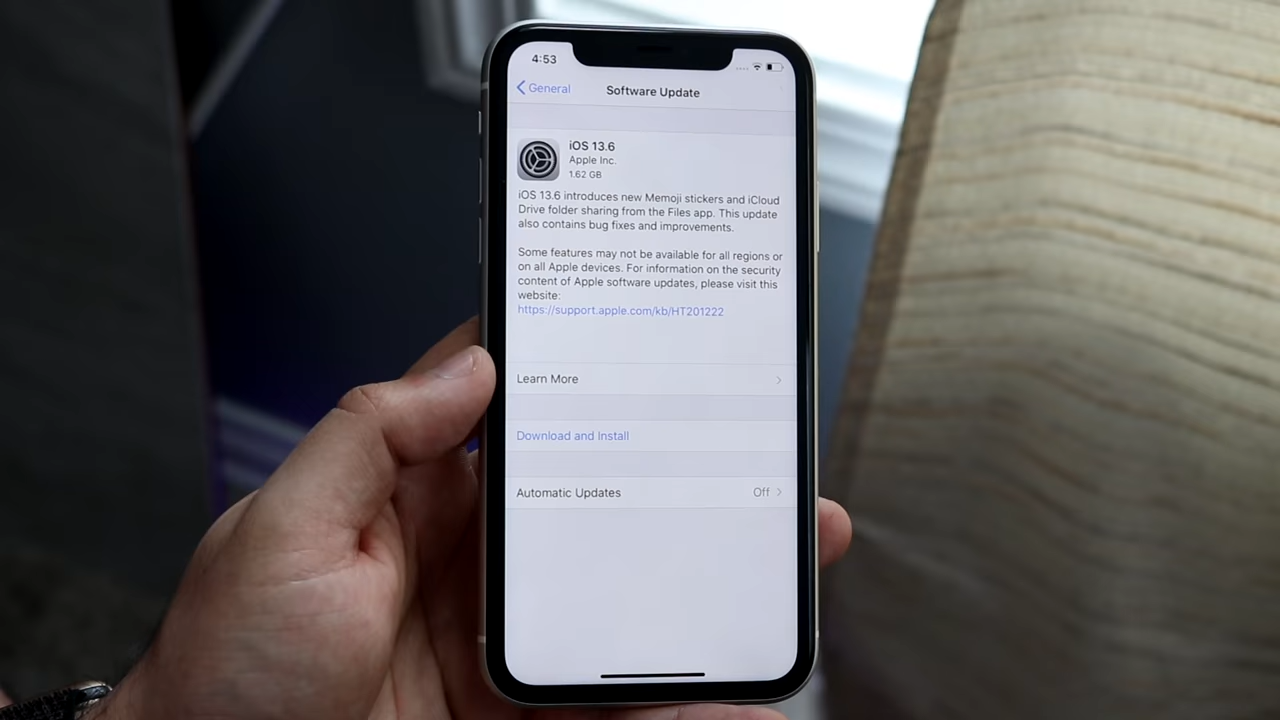 4:53
General
Software Update
iOS 13.6
Apple Inc.
1.62 GB
iOS 13.6 introduces new Memoji stickers and iCloud
Drive folder sharing from the Files app. This update
also contains bug fixes and improvements.
Some features may not be available for all regions or
on all Apple devices. For information on the security
content of Apple software updates, please visit this
website:
https://support.apple.com/kb/HT201222
Learn More
Download and Install
Automatic Updates Off